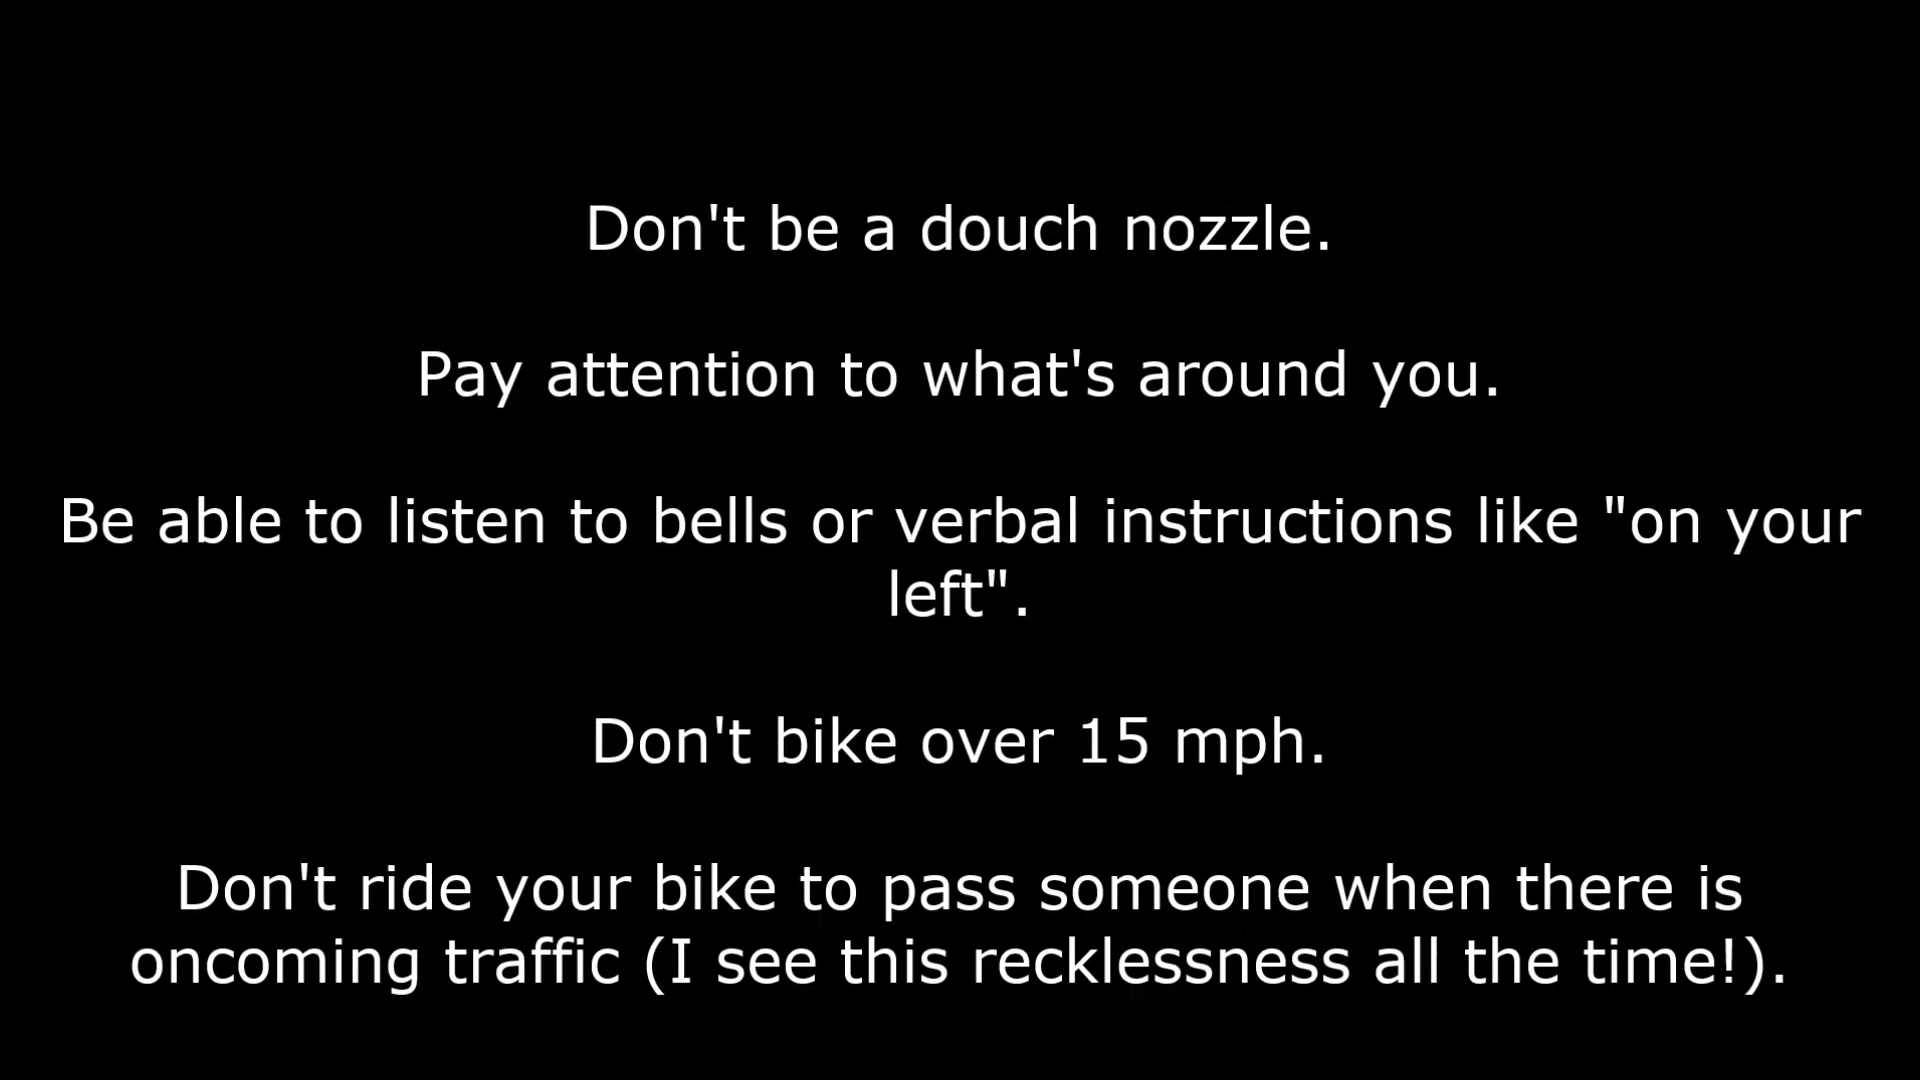 Don't be a douch nozzle.
Pay attention to what's around you.
Be able to listen to bells or verbal instructions like "on your
left".
Don't bike over 15 mph.
Don't ride your bike to pass someone when there is
oncoming traffic (I see this recklessness all the time!).